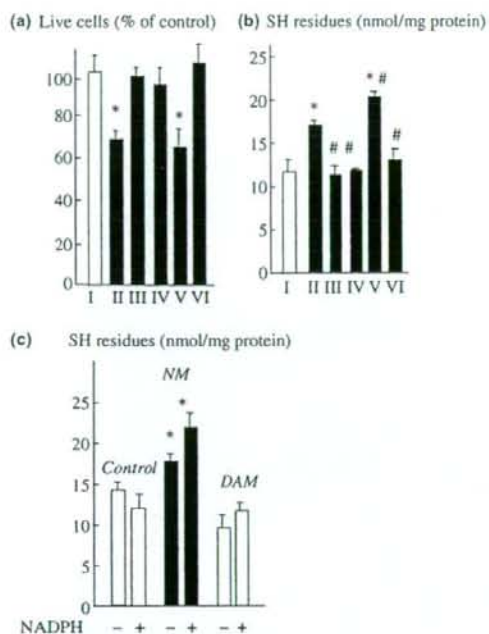 (a) Live cells (% of control)
100
80
60
40
20
0
* *
I II III IV V VI
(b) SH residues (nmol/mg protein)
25
20
15
10
5
0
* # # * # #
I II III IV V VI
(c) SH residues (nmol/mg protein)
NM
25
20
15
10
5
0
* *
Control
DAM
NADPH − + − + − +